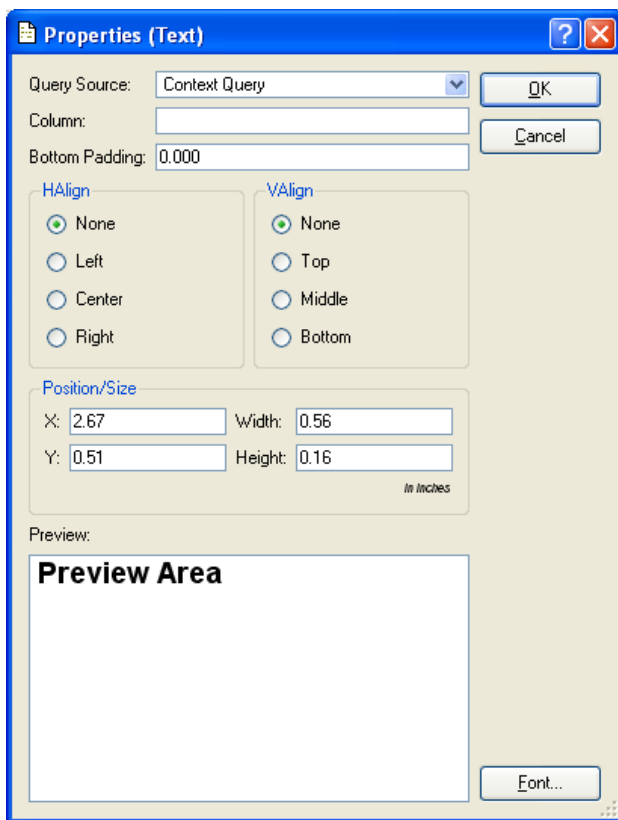 Properties (Text)
Query Source: Context Query
OK
Column:
Cancel
Bottom Padding: 0.000
HAlign VAlign
None None
Left Top
Center Middle
Right Bottom
Position/Size
X: 2.67 Width: 0.56
Y: 0.51 Height: 0.16
in inches
Preview:
Preview Area
Font...